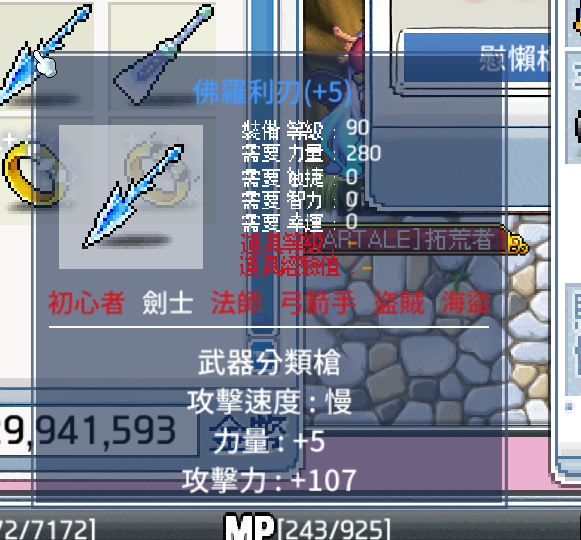 慰懶
佛羅利刃(+5)
裝備 等級 : 90
需要 力量 : 280
需要 敏捷 : 0
需要 智力 : 0
需要 幸運 : 0
道具等級 : -
ARTALE]拓荒者
道具經驗值 : -
初心者 劍士 法師 弓箭手 盜賊 海盜
武器分類槍
攻擊速度 : 慢
29,941,593 金幣
力量 : +5
攻擊力 : +107
72/7172] MP[243/925]